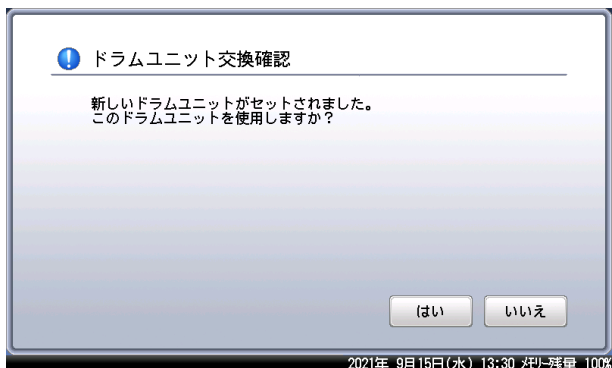 ドラムユニット交換確認
新しいドラムユニットがセットされました。
このドラムユニットを使用しますか？
はい
いいえ
2021年 9月15日(水) 13:30 ﾒﾓﾘｰ残量 100%